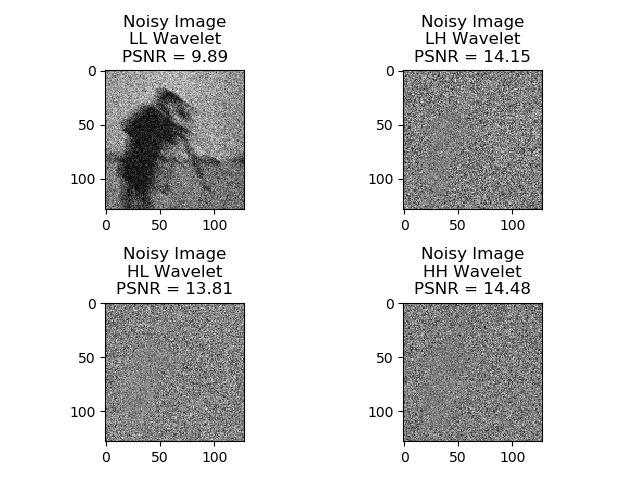 Noisy Image
LL Wavelet
PSNR = 9.89
0
50
100
0
50
100
Noisy Image
LH Wavelet
PSNR = 14.15
0
50
100
0
50
100
Noisy Image
HL Wavelet
PSNR = 13.81
0
50
100
0
50
100
Noisy Image
HH Wavelet
PSNR = 14.48
0
50
100
0
50
100